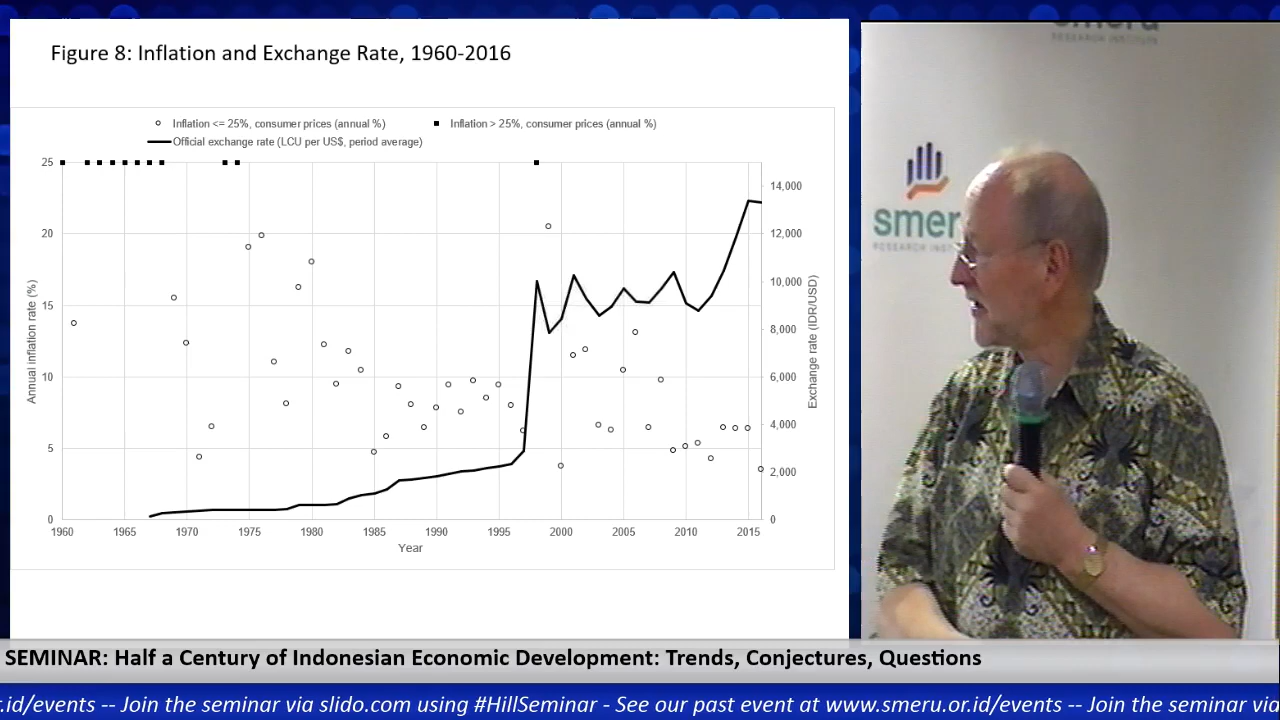 Figure 8: Inflation and Exchange Rate, 1960-2016
Inflation <= 25%, consumer prices (annual %)
Inflation > 25%, consumer prices (annual %)
Official exchange rate (LCU per US$, period average)
25
20
15
10
5
0
Annual inflation rate (%)
14,000
12,000
10,000
8,000
6,000
4,000
2,000
0
Exchange rate (IDR/USD)
1960 1965 1970 1975 1980 1985 1990 1995 2000 2005 2010 2015
Year
smeru
RESEARCH INSTITUTE
smer
RESEARCH INST
SEMINAR: Half a Century of Indonesian Economic Development: Trends, Conjectures, Questions
.id/events -- Join the seminar via slido.com using #HillSeminar - See our past event at www.smeru.or.id/events -- Join the seminar via